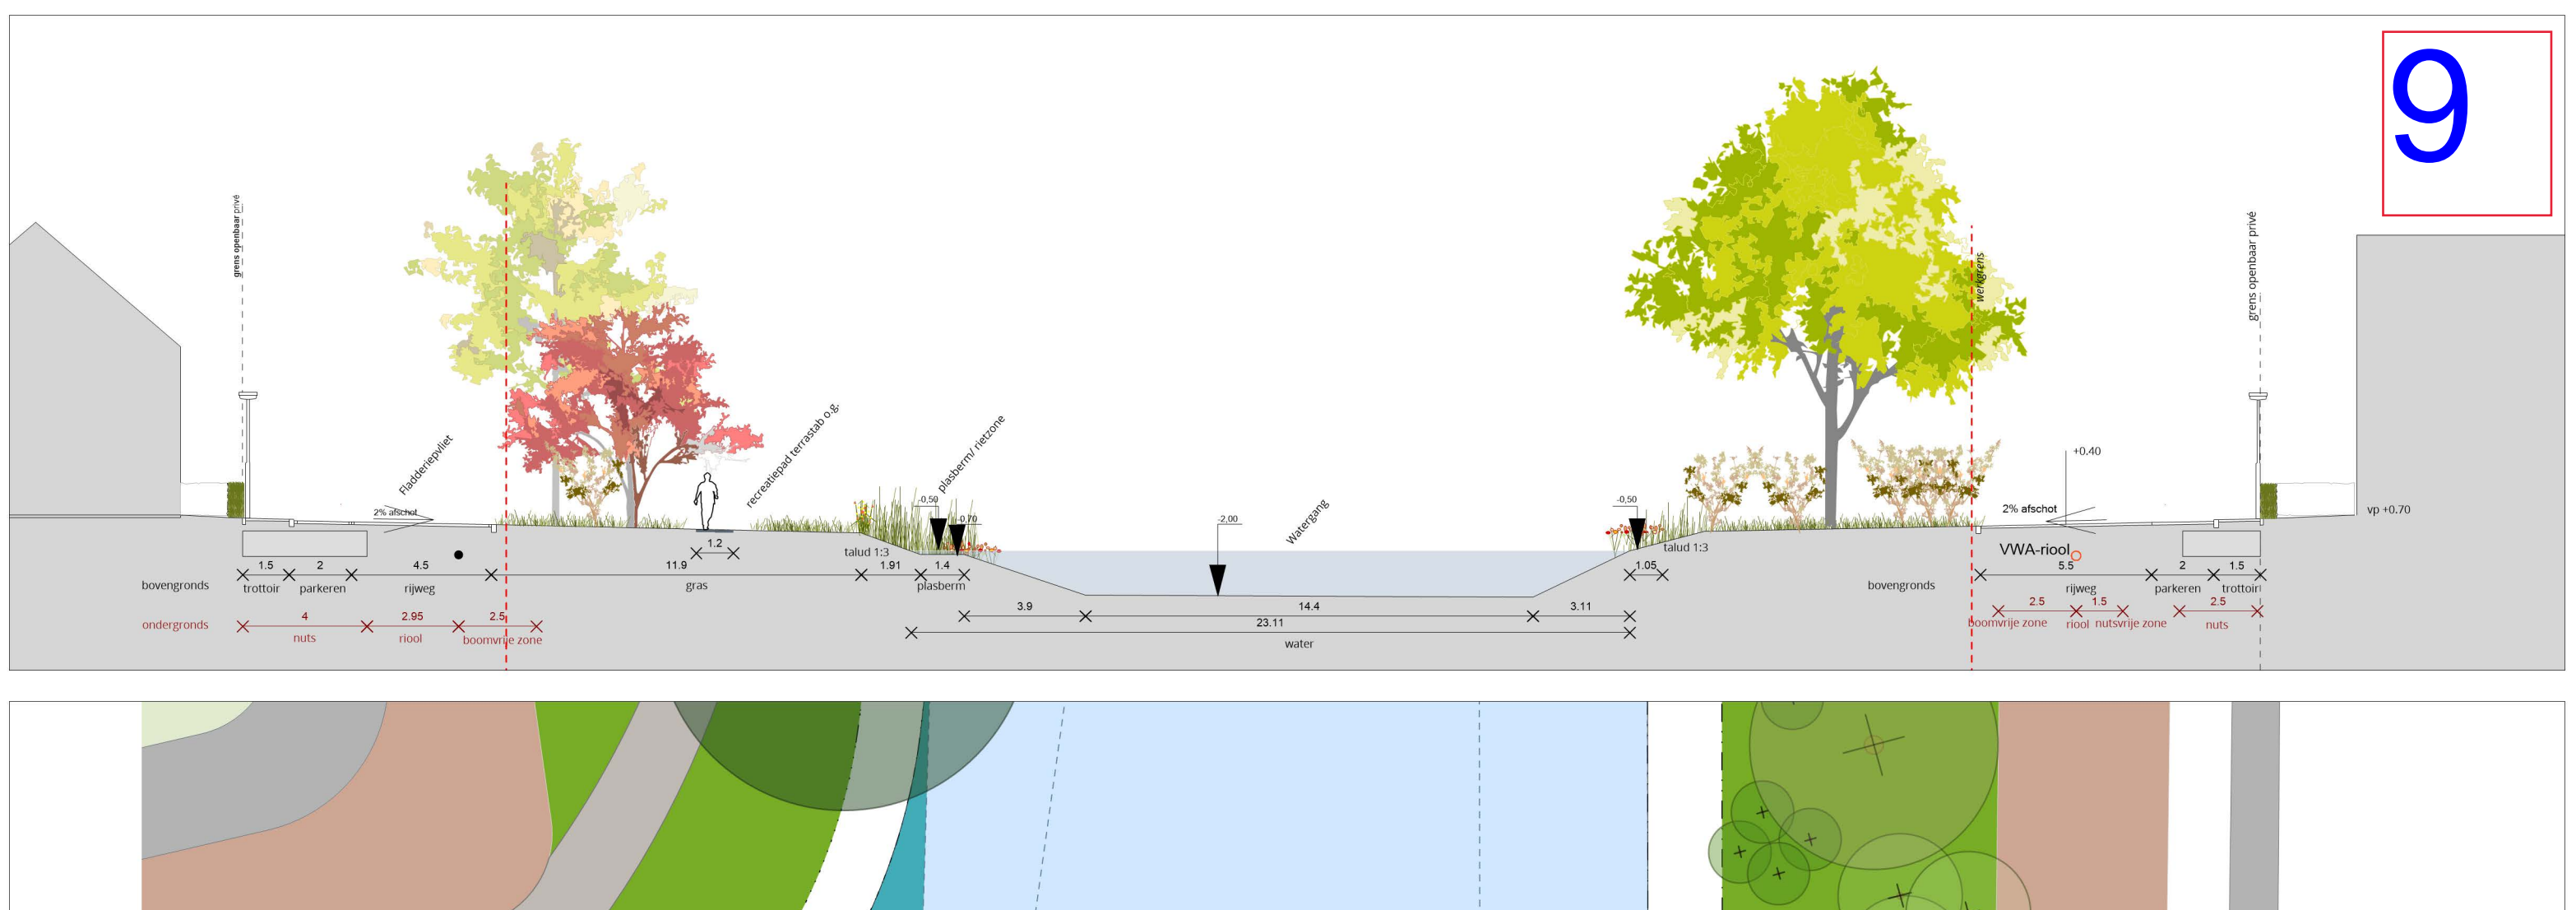 9
grens openbaar privé
Fladderiepvliet
recreatiepad terrastab o.g.
plasberm/ rietzone
Watergang
werkgrens
grens openbaar privé
2% afschot
-0,50
-0,70
-2,00
-0,50
+0.40
2% afschot
vp +0.70
talud 1:3
talud 1:3
VWA-riool
1.2
1.5 2 4.5 11.9 1.91 1.4 1.05 5.5 2 1.5
bovengronds trottoir parkeren rijweg gras plasberm bovengronds rijweg parkeren trottoir
3.9 14.4 3.11
4 2.95 2.5 23.11 2.5 1.5 2.5
ondergronds nuts riool boomvrije zone water boomvrije zone riool nutsvrije zone nuts